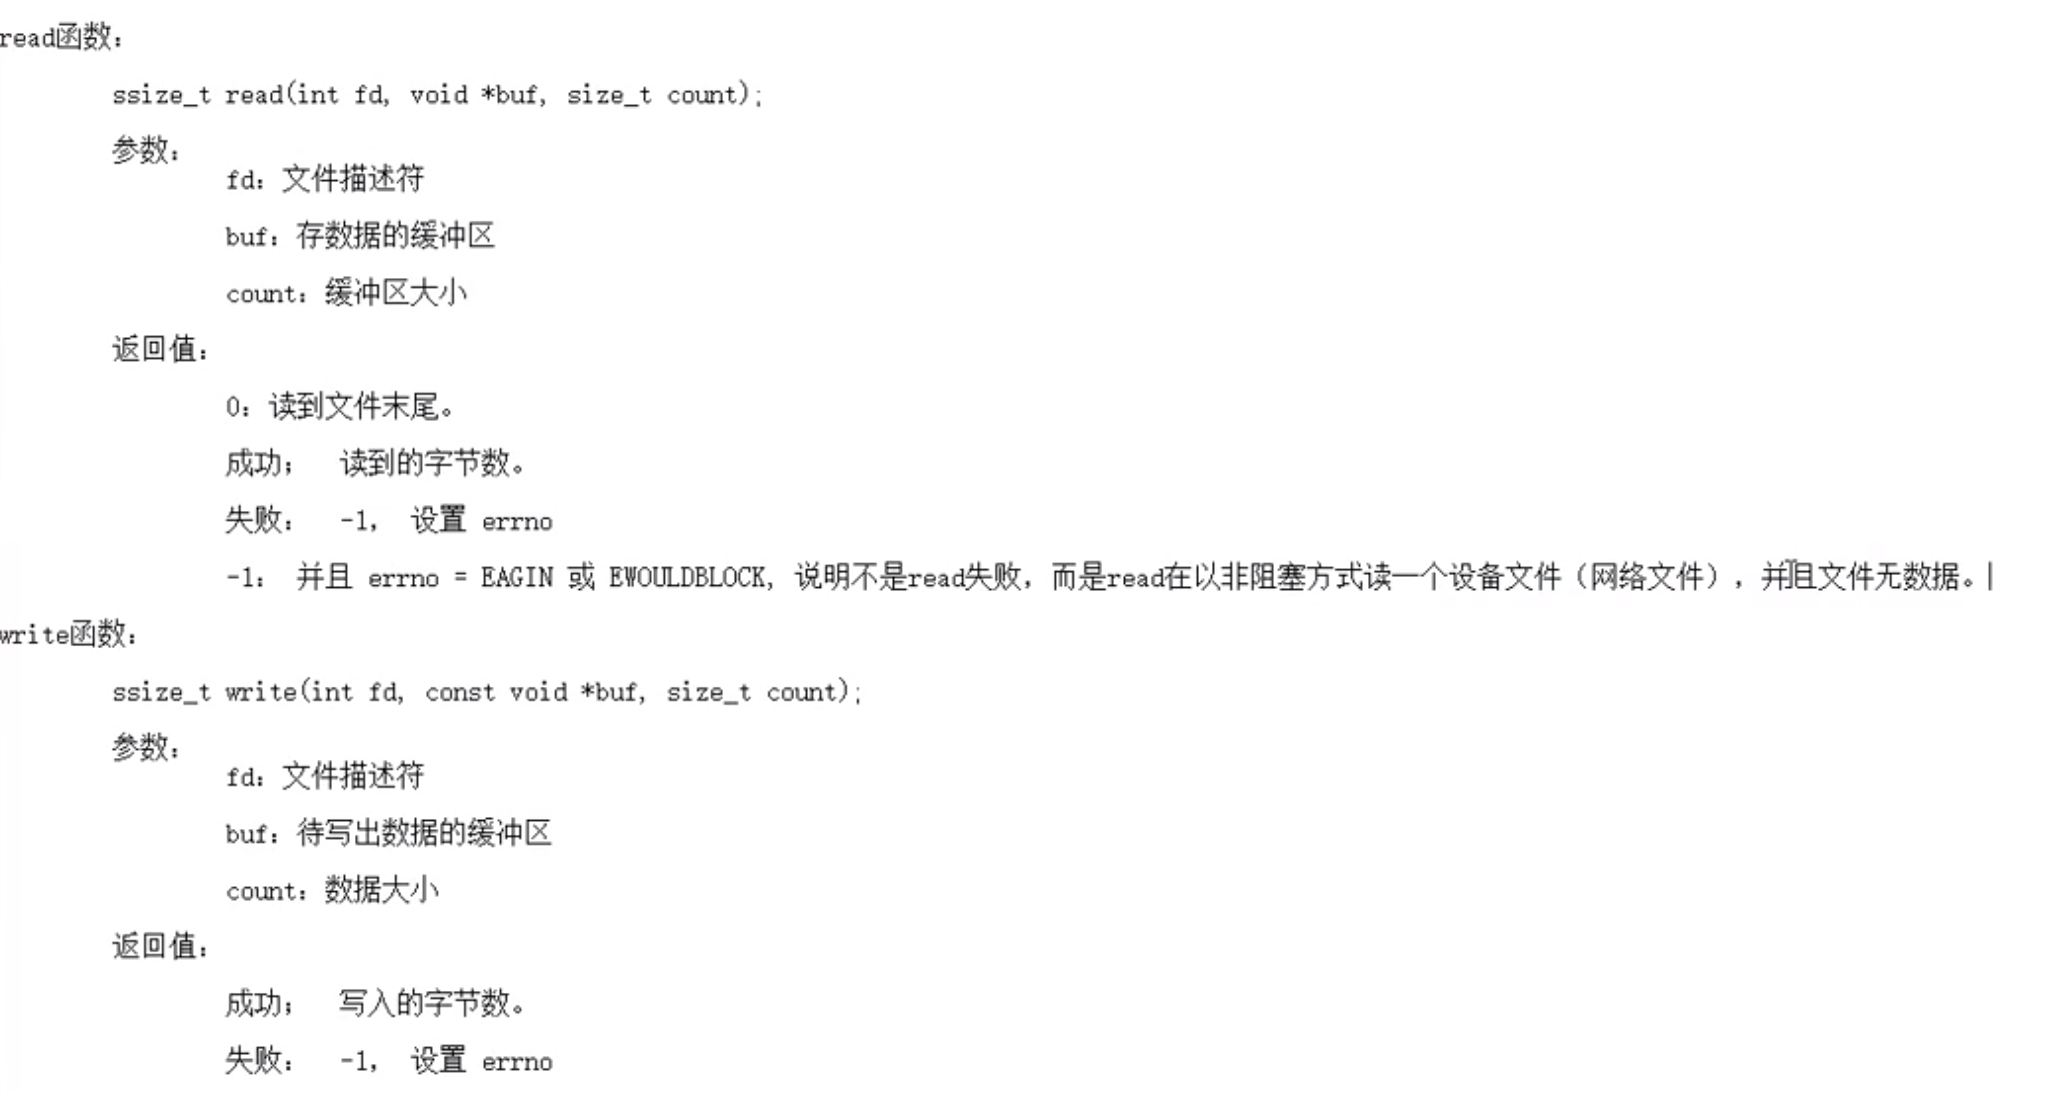 read函数：
ssize_t read(int fd, void *buf, size_t count);
参数：
fd：文件描述符
buf：存数据的缓冲区
count：缓冲区大小
返回值：
0：读到文件末尾。
成功； 读到的字节数。
失败： -1， 设置 errno
-1： 并且 errno = EAGIN 或 EWOULDBLOCK, 说明不是read失败，而是read在以非阻塞方式读一个设备文件（网络文件），并且文件无数据。
write函数：
ssize_t write(int fd, const void *buf, size_t count);
参数：
fd：文件描述符
buf：待写出数据的缓冲区
count：数据大小
返回值：
成功； 写入的字节数。
失败： -1， 设置 errno